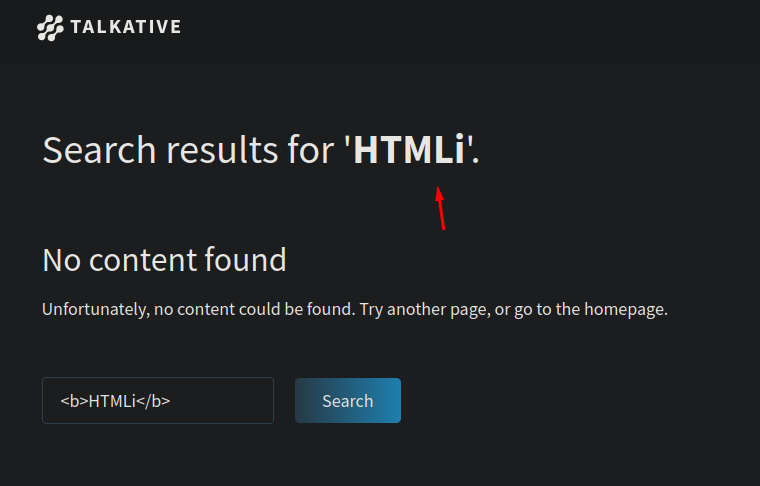 TALKATIVE
Search results for 'HTMLi'.
No content found
Unfortunately, no content could be found. Try another page, or go to the homepage.
<b>HTMLi</b>
Search